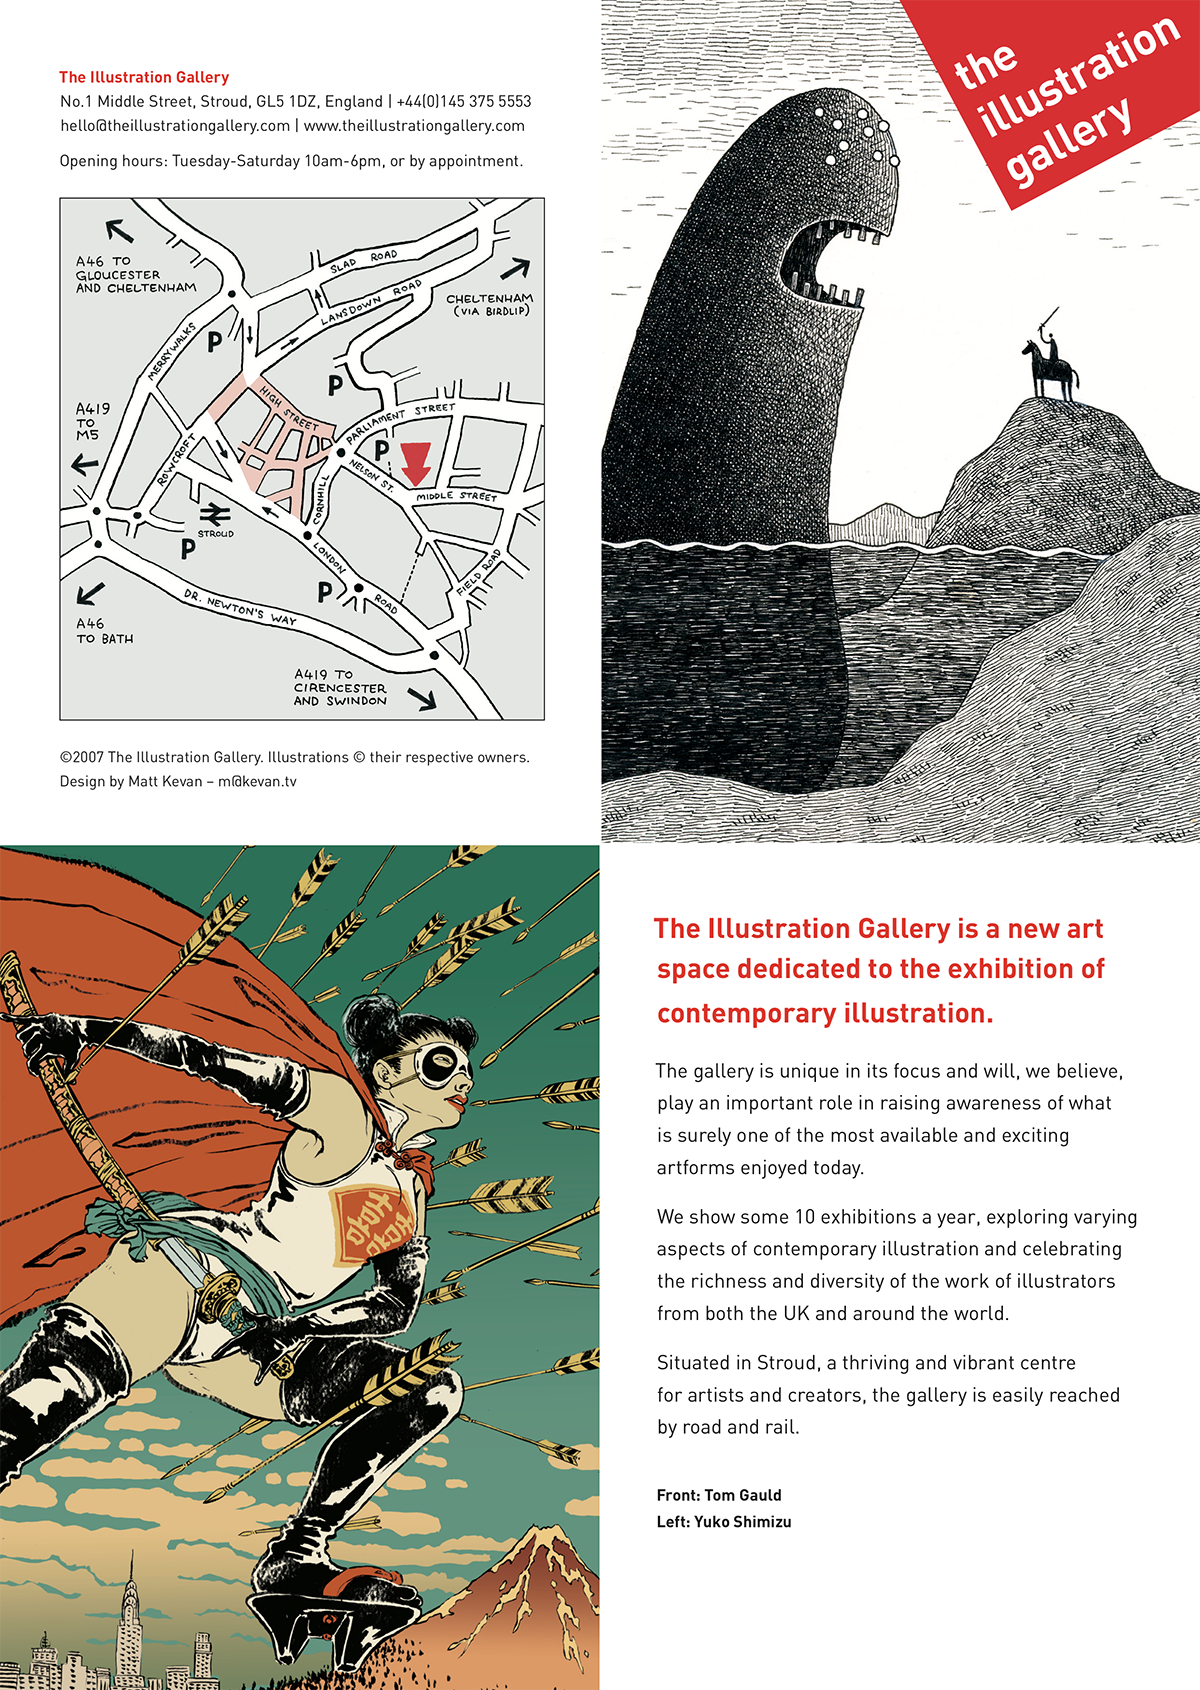 The Illustration Gallery
No.1 Middle Street, Stroud, GL5 1DZ, England | +44(0)145 375 5553
hello@theillustrationgallery.com | www.theillustrationgallery.com
Opening hours: Tuesday-Saturday 10am-6pm, or by appointment.
A46 TO
GLOUCESTER
AND CHELTENHAM
SLAD ROAD
LANSDOWN ROAD
CHELTENHAM
(VIA BIRDLIP)
MERRYWALKS
P
P
HIGH STREET
A419
TO
M5
PARLIAMENT STREET
P
ROWCROFT
NELSON ST.
MIDDLE STREET
CORNHILL
STROUD
P
LONDON
ROAD
FIELD ROAD
P
DR. NEWTON'S WAY
A46
TO BATH
A419 TO
CIRENCESTER
AND SWINDON
©2007 The Illustration Gallery. Illustrations © their respective owners.
Design by Matt Kevan – m@kevan.tv
the
illustration
gallery
The Illustration Gallery is a new art
space dedicated to the exhibition of
contemporary illustration.
The gallery is unique in its focus and will, we believe,
play an important role in raising awareness of what
is surely one of the most available and exciting
artforms enjoyed today.
We show some 10 exhibitions a year, exploring varying
aspects of contemporary illustration and celebrating
the richness and diversity of the work of illustrators
from both the UK and around the world.
Situated in Stroud, a thriving and vibrant centre
for artists and creators, the gallery is easily reached
by road and rail.
Front: Tom Gauld
Left: Yuko Shimizu